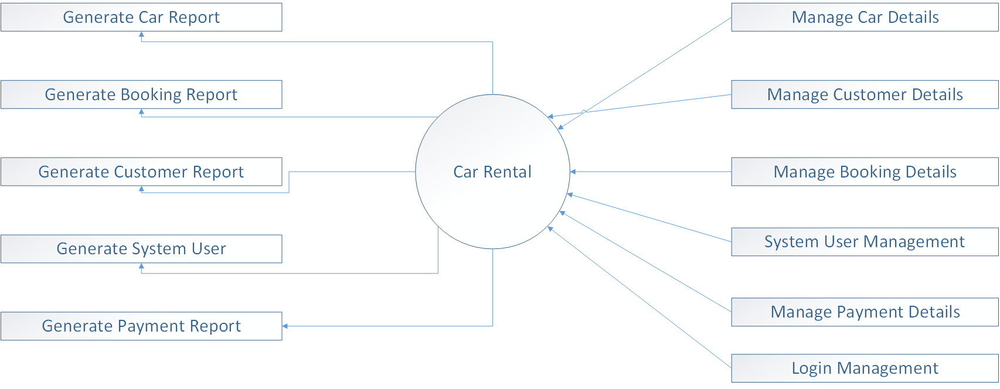 Generate Car Report
Generate Booking Report
Generate Customer Report
Generate System User
Generate Payment Report
Car Rental
Manage Car Details
Manage Customer Details
Manage Booking Details
System User Management
Manage Payment Details
Login Management